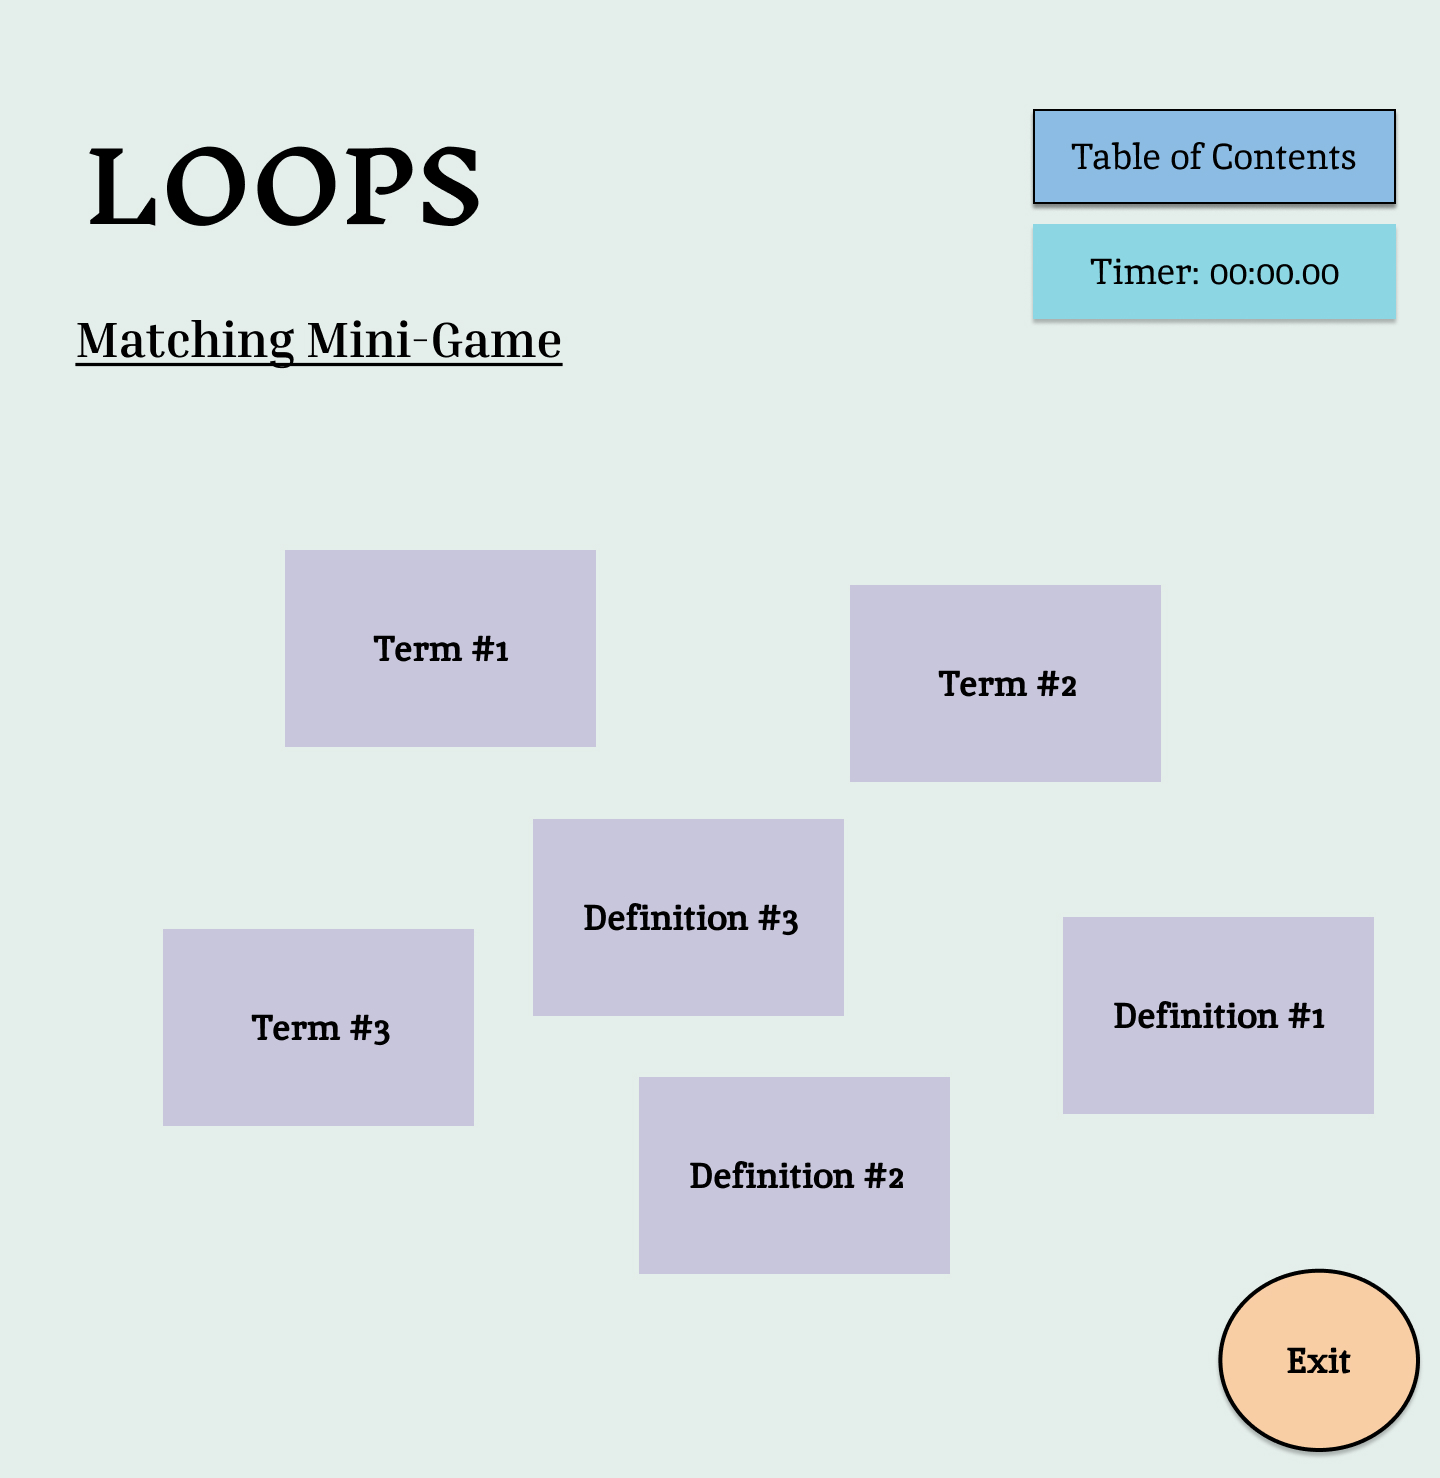 LOOPS
Table of Contents
Timer: 00:00.00
Matching Mini-Game
Term #1
Term #2
Definition #3
Term #3
Definition #1
Definition #2
Exit